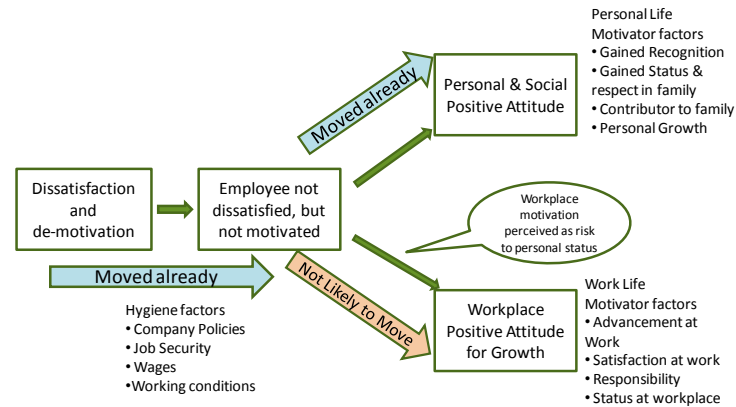 Personal Life
Motivator factors
• Gained Recognition
• Gained Status &
respect in family
• Contributor to family
• Personal Growth
Moved already
Personal & Social
Positive Attitude
Dissatisfaction
and
de-motivation
Employee not
dissatisfied, but
not motivated
Workplace
motivation
perceived as risk
to personal status
Moved already
Not Likely to Move
Hygiene factors
• Company Policies
• Job Security
• Wages
•Working conditions
Workplace
Positive Attitude
for Growth
Work Life
Motivator factors
• Advancement at
Work
• Satisfaction at work
• Responsibility
• Status at workplace